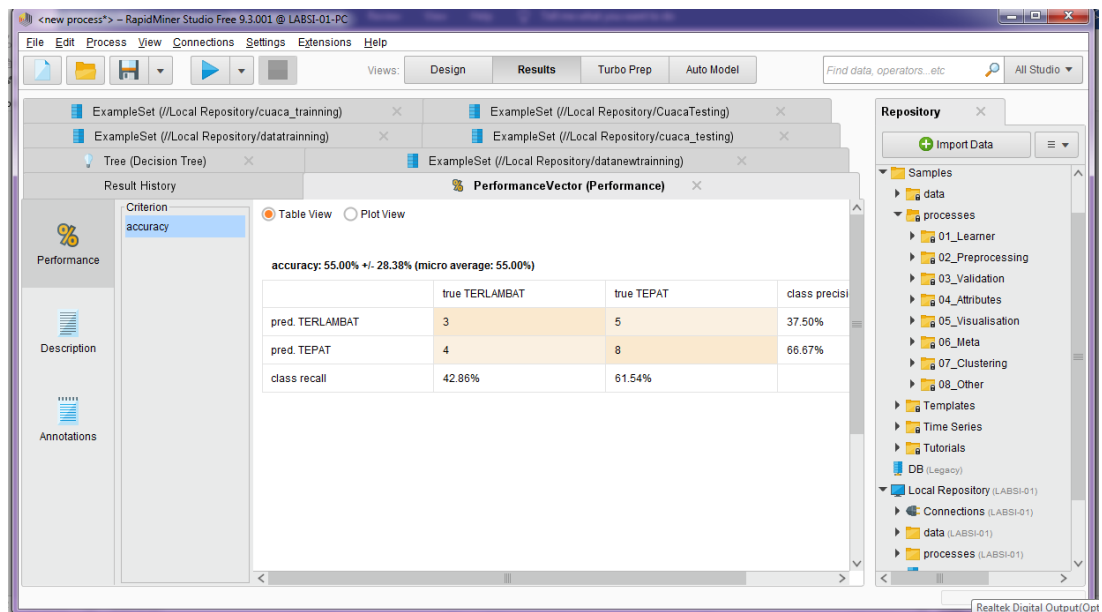 <new process*> – RapidMiner Studio Free 9.3.001 @ LABSI-01-PC
File Edit Process View Connections Settings Extensions Help
Views: Design Results Turbo Prep Auto Model Find data, operators...etc All Studio
ExampleSet (//Local Repository/cuaca_trainning) ExampleSet (//Local Repository/CuacaTesting)
ExampleSet (//Local Repository/datatrainning) ExampleSet (//Local Repository/cuaca_testing)
Tree (Decision Tree) ExampleSet (//Local Repository/datanewtrainning)
Result History PerformanceVector (Performance)
Performance
Description
Annotations
Criterion
accuracy
Table View Plot View
accuracy: 55.00% +/- 28.38% (micro average: 55.00%)
true TERLAMBAT true TEPAT class precisi
pred. TERLAMBAT 3 5 37.50%
pred. TEPAT 4 8 66.67%
class recall 42.86% 61.54%
Repository
Import Data
Samples
data
processes
01_Learner
02_Preprocessing
03_Validation
04_Attributes
05_Visualisation
06_Meta
07_Clustering
08_Other
Templates
Time Series
Tutorials
DB (Legacy)
Local Repository (LABSI-01)
Connections (LABSI-01)
data (LABSI-01)
processes (LABSI-01)
Realtek Digital Output(Opt